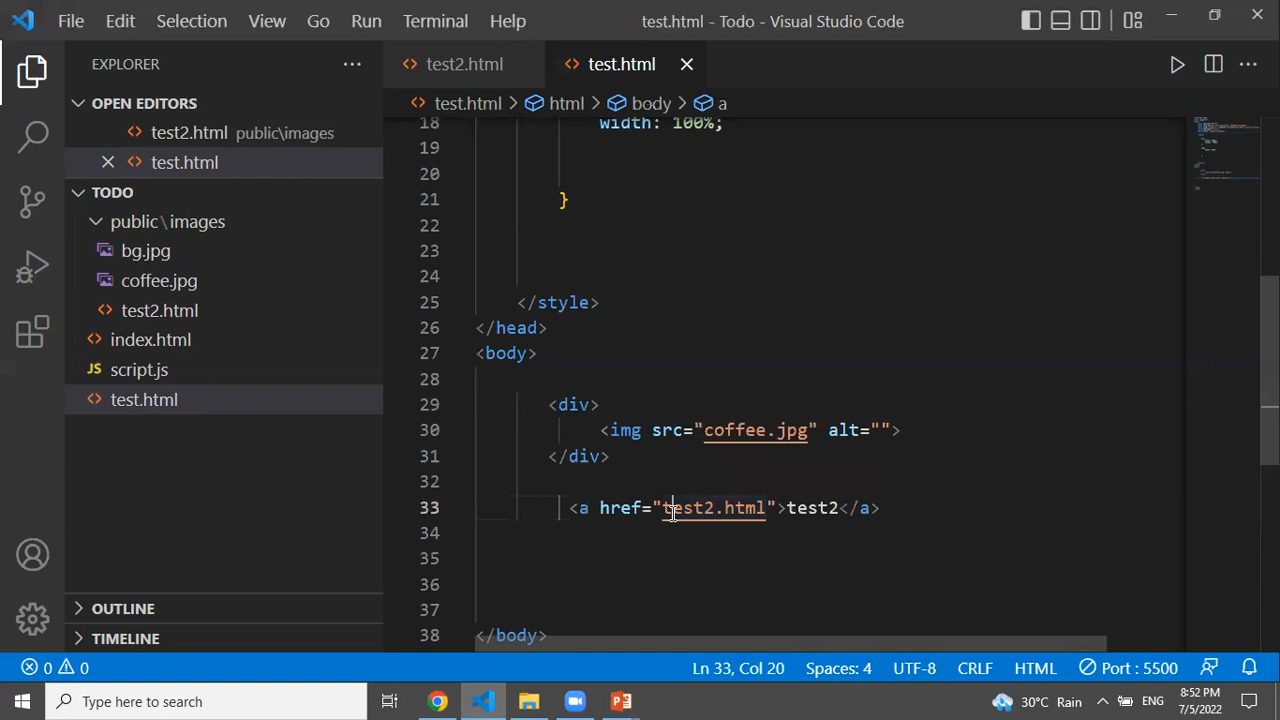 File Edit Selection View Go Run Terminal Help test.html - Todo - Visual Studio Code
EXPLORER
OPEN EDITORS
test2.html public\images
test.html
TODO
public\images
bg.jpg
coffee.jpg
test2.html
index.html
JS script.js
test.html
OUTLINE
TIMELINE
test2.html test.html
test.html > html > body > a
18 width: 100%;
19
20
21 }
22
23
24
25 </style>
26 </head>
27 <body>
28
29 <div>
30 <img src="coffee.jpg" alt="">
31 </div>
32
33 <a href="test2.html">test2</a>
34
35
36
37
38 </body>
0 0 Ln 33, Col 20 Spaces: 4 UTF-8 CRLF HTML Port : 5500
Type here to search 30°C Rain ENG 8:52 PM
7/5/2022